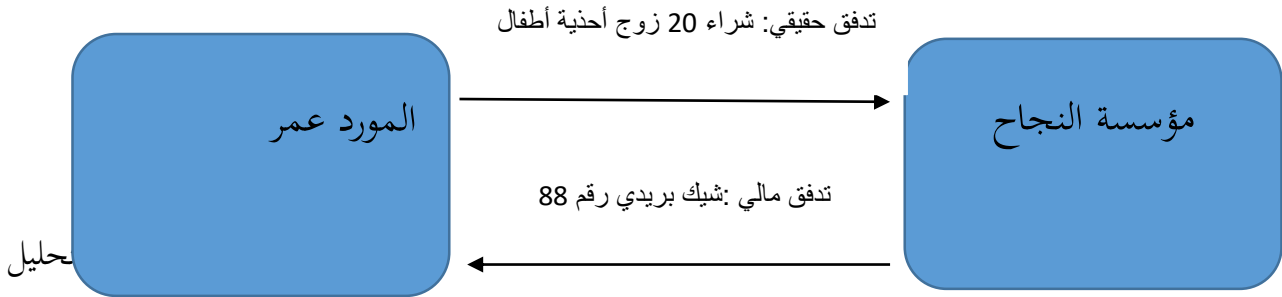 تدفق حقيقي: شراء 20 زوج أحذية أطفال
مؤسسة النجاح
المورد عمر
تدفق مالي :شيك بريدي رقم 88